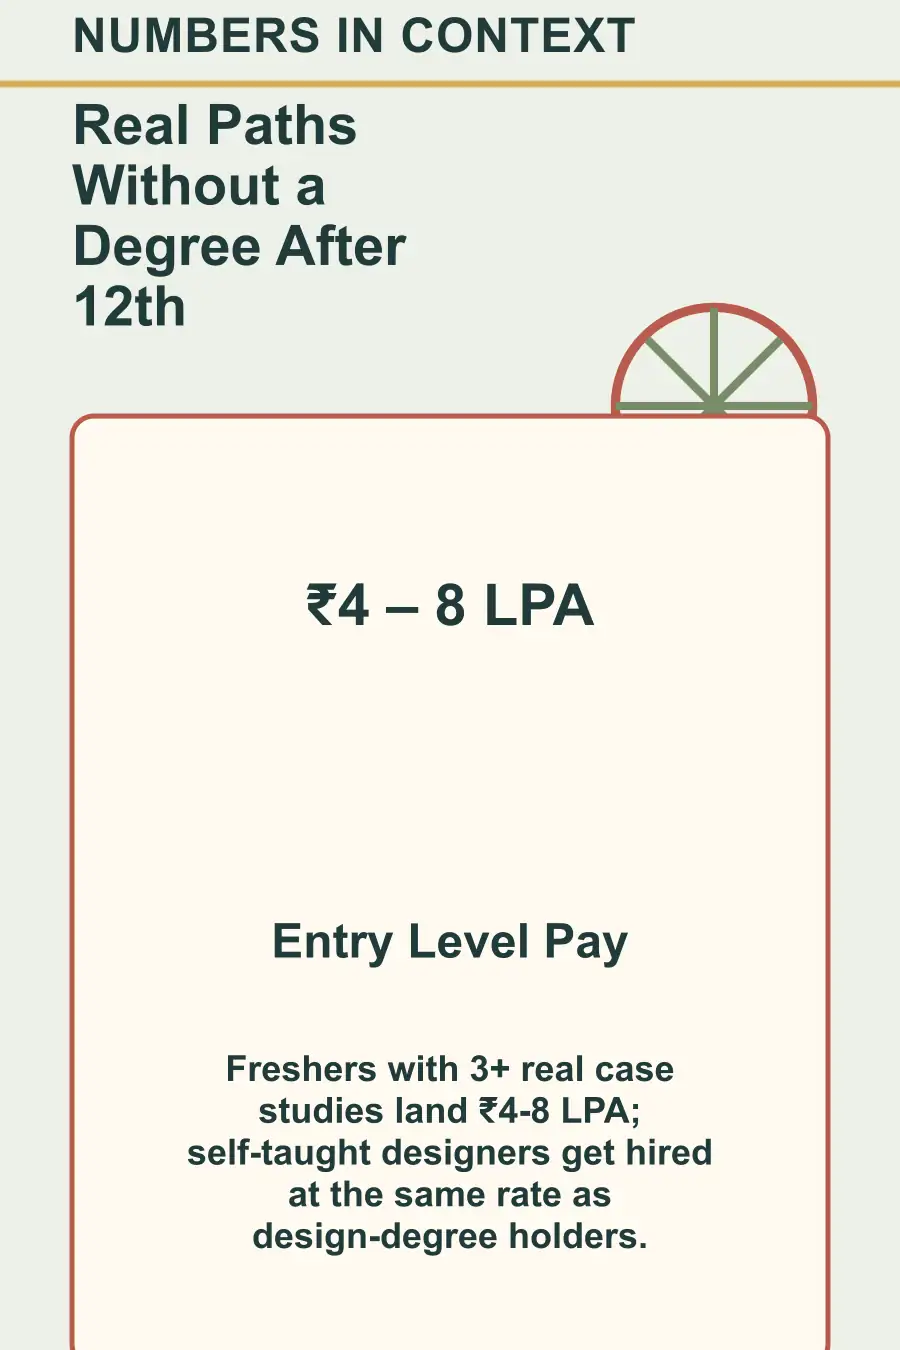 NUMBERS IN CONTEXT
Real Paths
Without a
Degree After
12th
₹4 – 8 LPA
Entry Level Pay
Freshers with 3+ real case
studies land ₹4-8 LPA;
self-taught designers get hired
at the same rate as
design-degree holders.